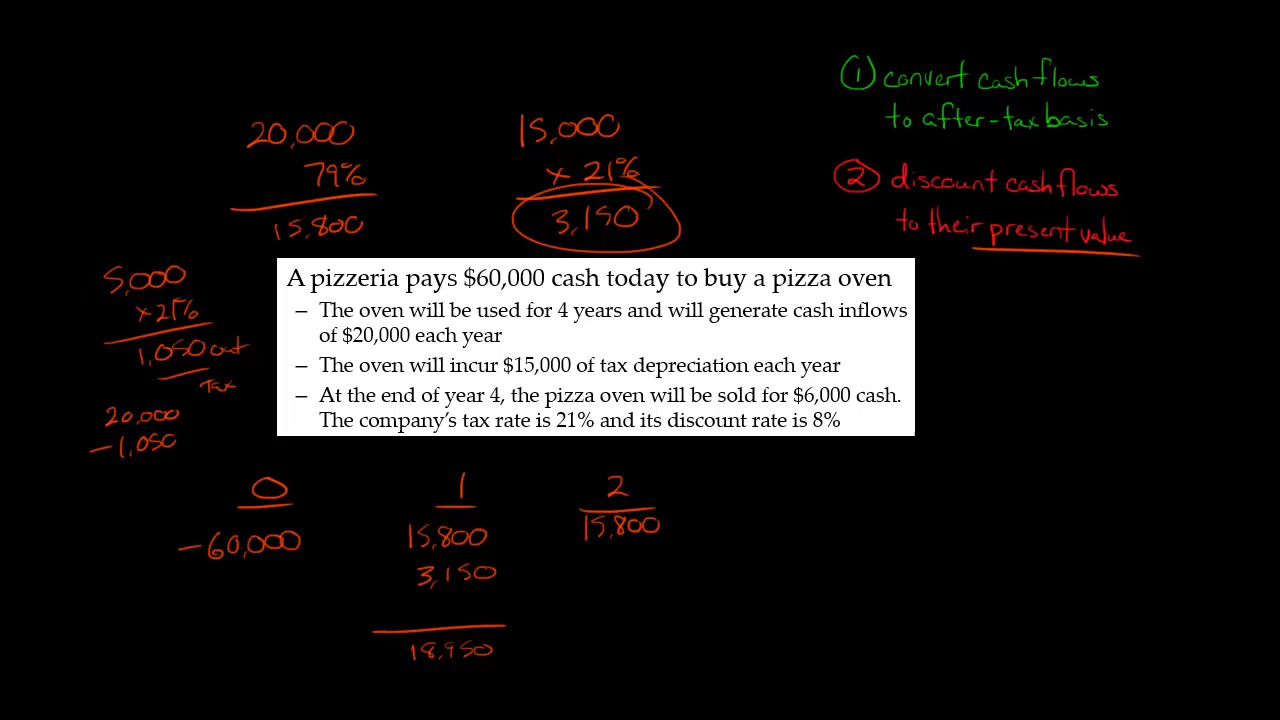 ① convert cash flows
to after-tax basis
② discount cash flows
to their present value
20,000
79%
15,800
15,000
x 21%
3,150
5,000
x 21%
1,050 out
Tax
20,000
-1,050
A pizzeria pays $60,000 cash today to buy a pizza oven
– The oven will be used for 4 years and will generate cash inflows
of $20,000 each year
– The oven will incur $15,000 of tax depreciation each year
– At the end of year 4, the pizza oven will be sold for $6,000 cash.
The company's tax rate is 21% and its discount rate is 8%
0
-60,000
1
15,800
3,150
18,950
2
15,800